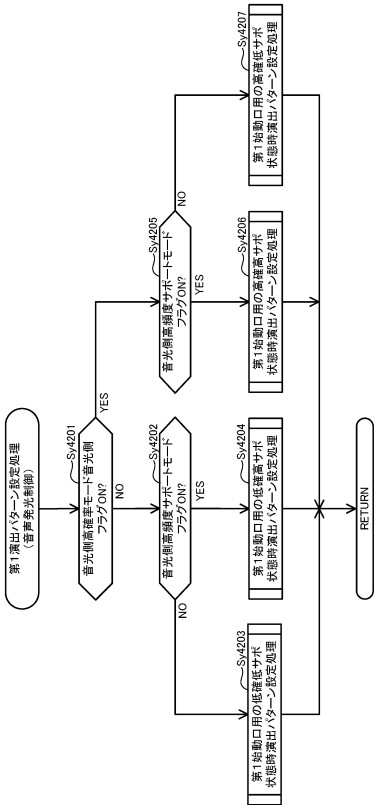 第1演出パターン設定処理
(音声発光制御)
Sy4201
音光側高確率モード音光側
フラグON?
YES
NO
Sy4202
音光側高頻度サポートモード
フラグON?
NO
YES
Sy4205
音光側高頻度サポートモード
フラグON?
NO
YES
Sy4203
第1始動口用の低確低サポ
状態時演出パターン設定処理
Sy4204
第1始動口用の低確高サポ
状態時演出パターン設定処理
Sy4206
第1始動口用の高確高サポ
状態時演出パターン設定処理
Sy4207
第1始動口用の高確低サポ
状態時演出パターン設定処理
RETURN